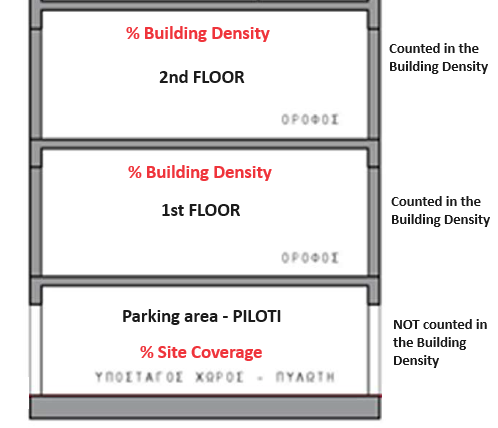 % Building Density
2nd FLOOR
ΟΡΟΦΟΣ
Counted in the
Building Density
% Building Density
1st FLOOR
ΟΡΟΦΟΣ
Counted in the
Building Density
Parking area - PILOTI
% Site Coverage
ΥΠΟΣΤΑΓΟΣ ΧΩΡΟΣ - ΠΥΛΩΤΗ
NOT counted in
the Building
Density